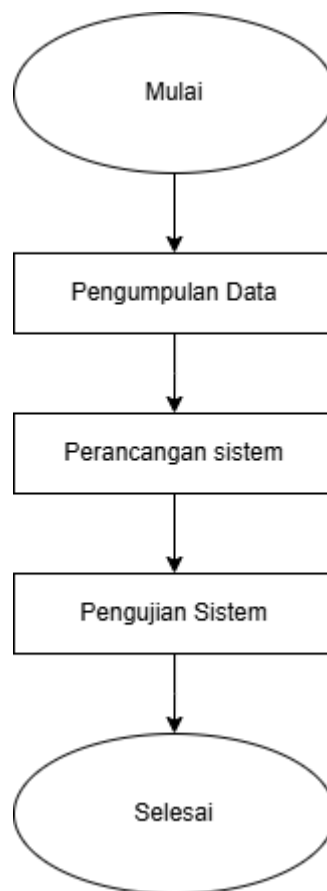 Mulai
Pengumpulan Data
Perancangan sistem
Pengujian Sistem
Selesai